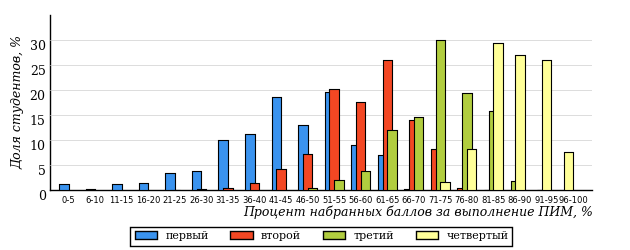 Доля студентов, %
30
25
20
15
10
5
0
0-5 6-10 11-15 16-20 21-25 26-30 31-35 36-40 41-45 46-50 51-55 56-60 61-65 66-70 71-75 76-80 81-85 86-90 91-95 96-100
Процент набранных баллов за выполнение ПИМ, %
первый второй третий четвертый